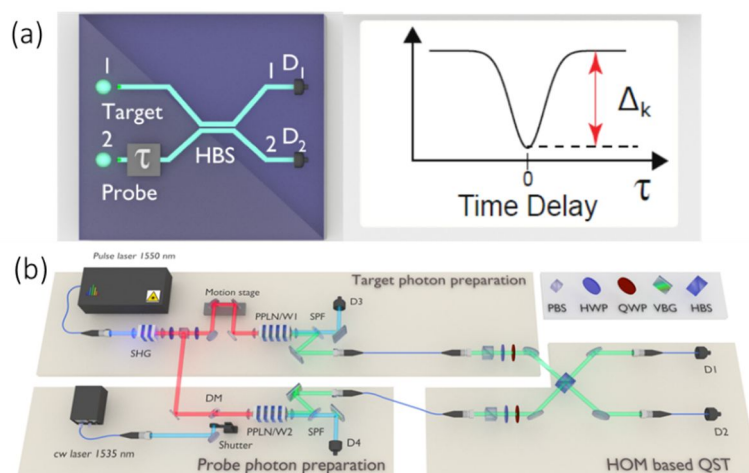 (a)
1
Target
2
τ
Probe
HBS
1 D1
2 D2
Δk
0
τ
Time Delay
(b)
Pulse laser 1550 nm
Motion stage
Target photon preparation
PPLN/W1
SPF
D3
SHG
PBS
HWP
QWP
VBG
HBS
DM
Shutter
cw laser 1535 nm
PPLN/W2
SPF
D4
Probe photon preparation
D1
D2
HOM based QST